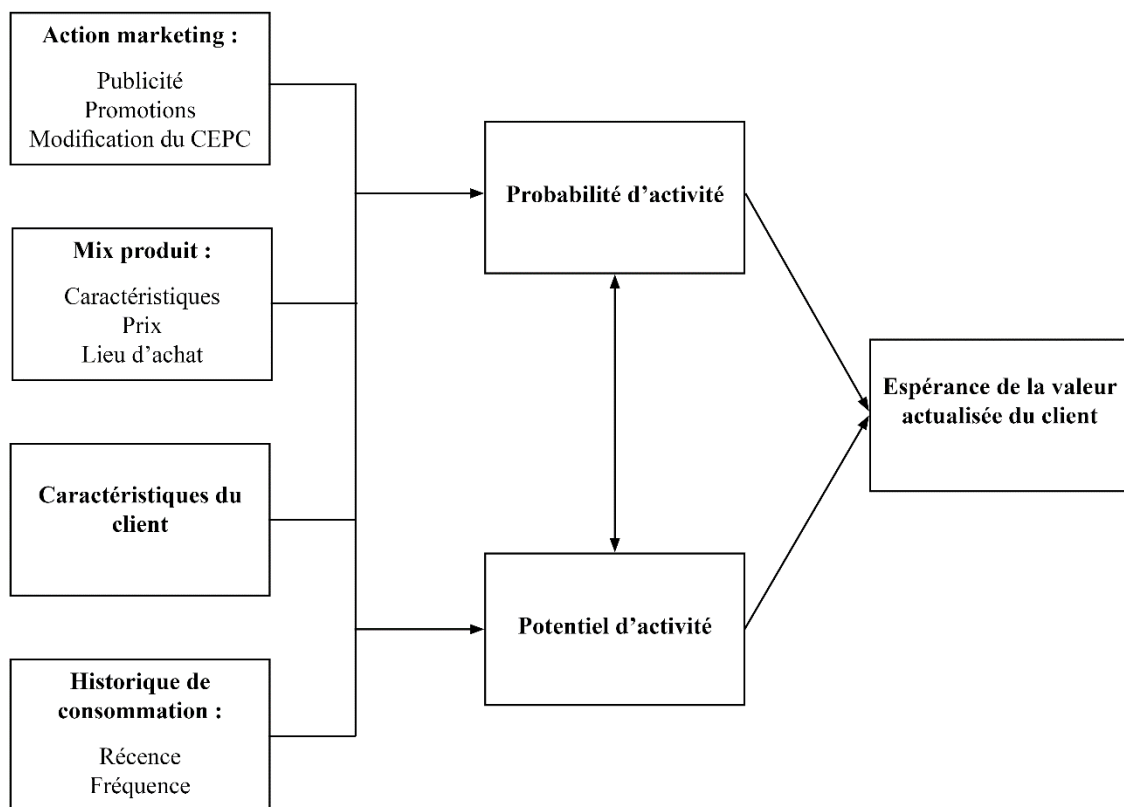 Action marketing :
Publicité
Promotions
Modification du CEPC
Mix produit :
Caractéristiques
Prix
Lieu d’achat
Caractéristiques du
client
Historique de
consommation :
Récence
Fréquence
Probabilité d’activité
Potentiel d’activité
Espérance de la valeur
actualisée du client